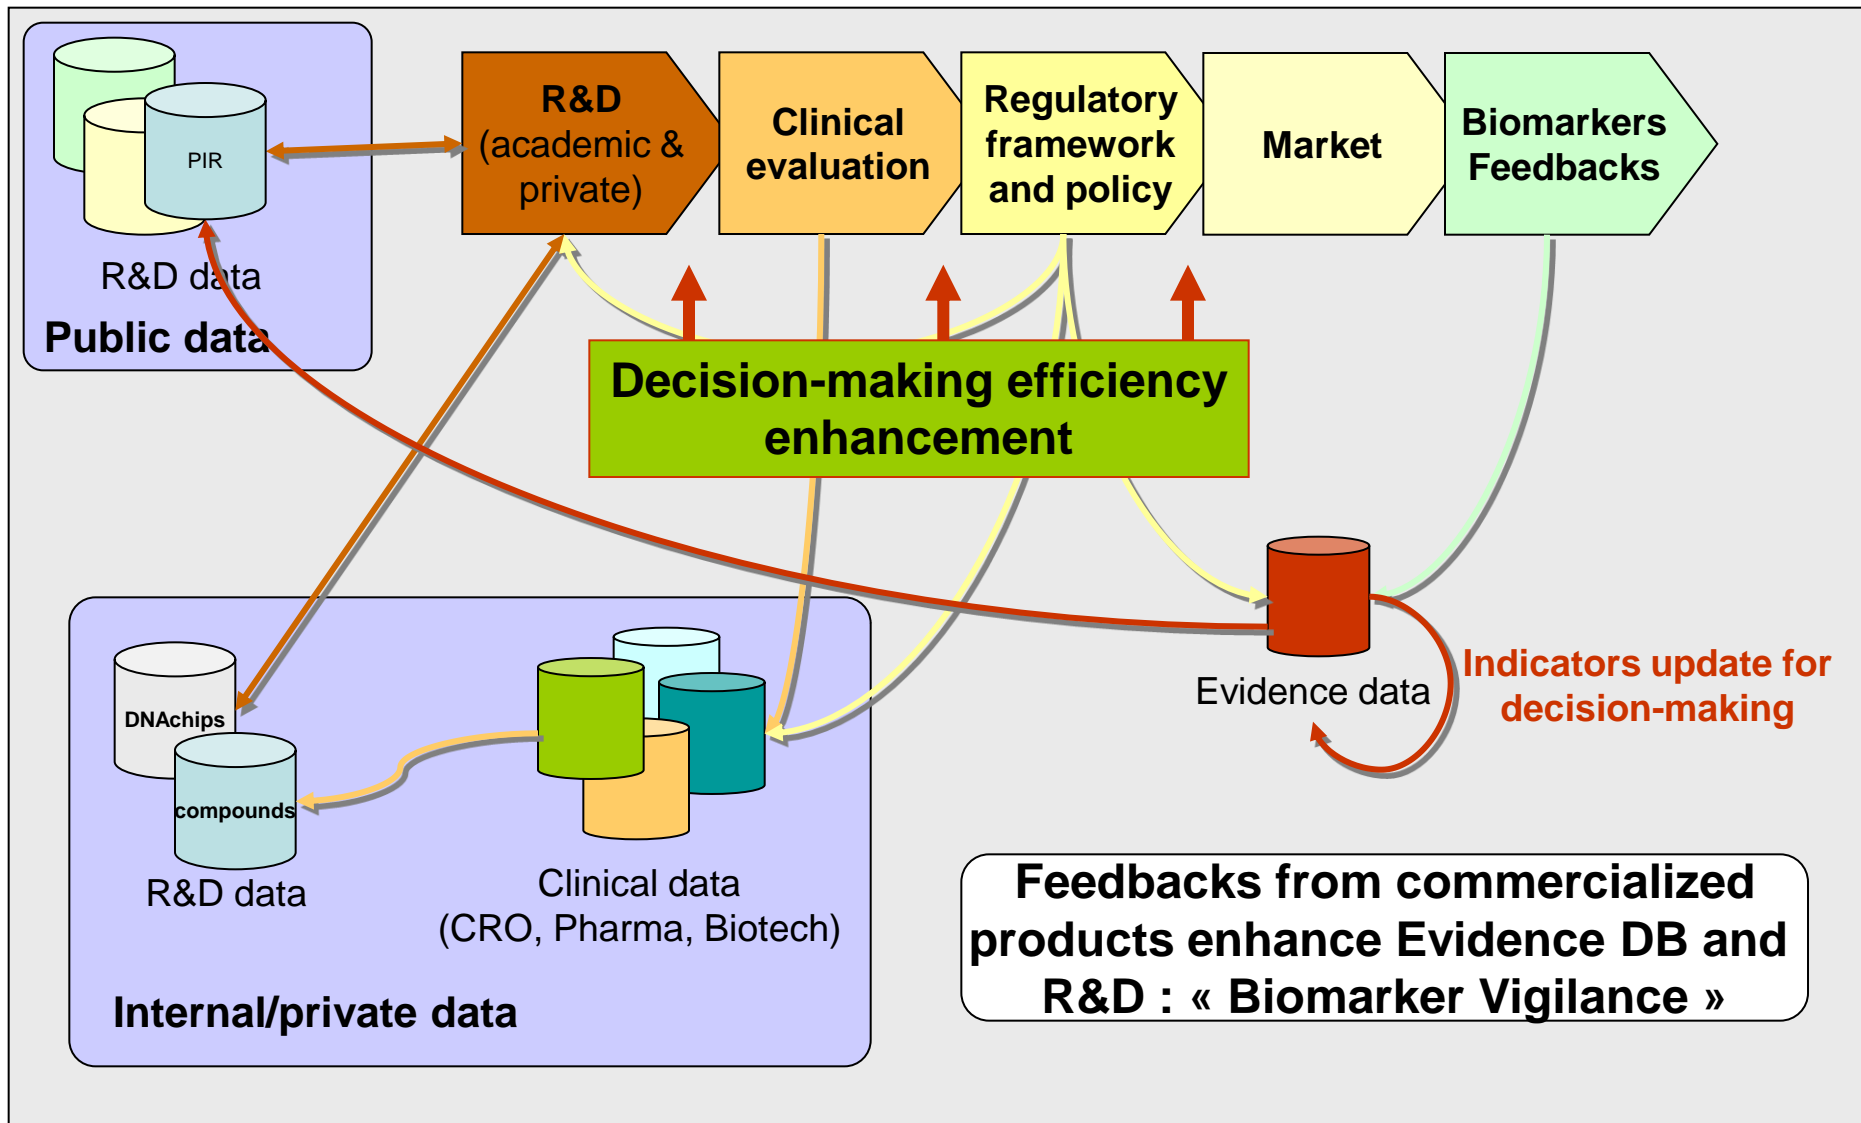 PIR
R&D data
Public data
R&D
(academic &
private)
Clinical
evaluation
Regulatory
framework
and policy
Market
Biomarkers
Feedbacks
Decision-making efficiency
enhancement
Evidence data
Indicators update for
decision-making
DNAchips
compounds
R&D data
Clinical data
(CRO, Pharma, Biotech)
Internal/private data
Feedbacks from commercialized
products enhance Evidence DB and
R&D : « Biomarker Vigilance »